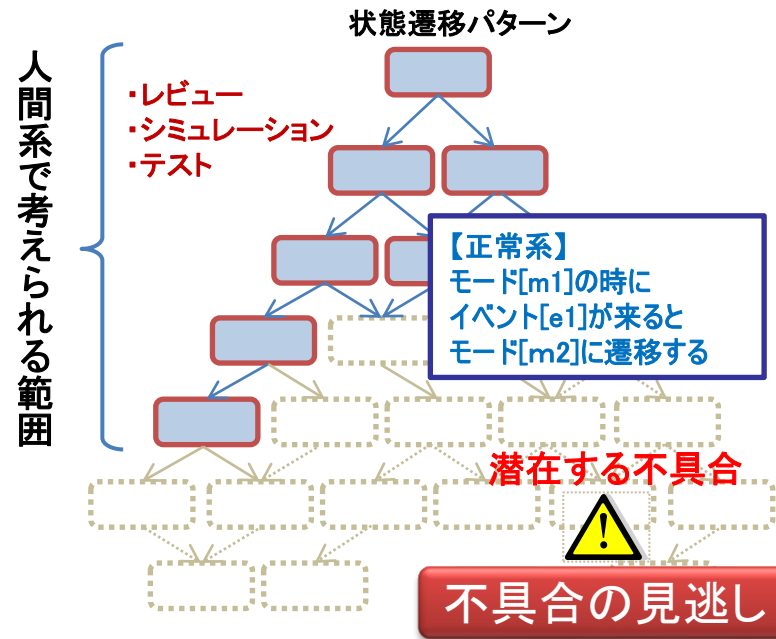 状態遷移パターン
人間系で考えられる範囲
・レビュー
・シミュレーション
・テスト
【正常系】
モード[m1]の時に
イベント[e1]が来ると
モード[ｍ2]に遷移する
潜在する不具合
!
不具合の見逃し